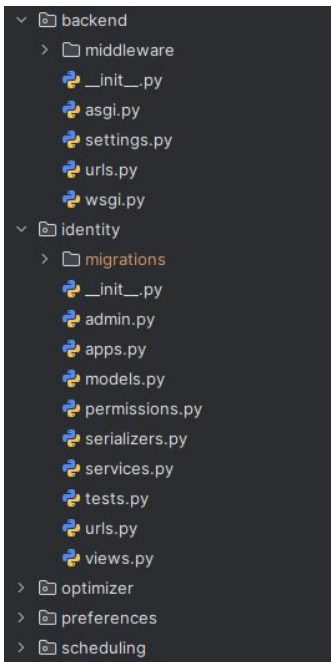 backend
middleware
__init__.py
asgi.py
settings.py
urls.py
wsgi.py
identity
migrations
__init__.py
admin.py
apps.py
models.py
permissions.py
serializers.py
services.py
tests.py
urls.py
views.py
optimizer
preferences
scheduling